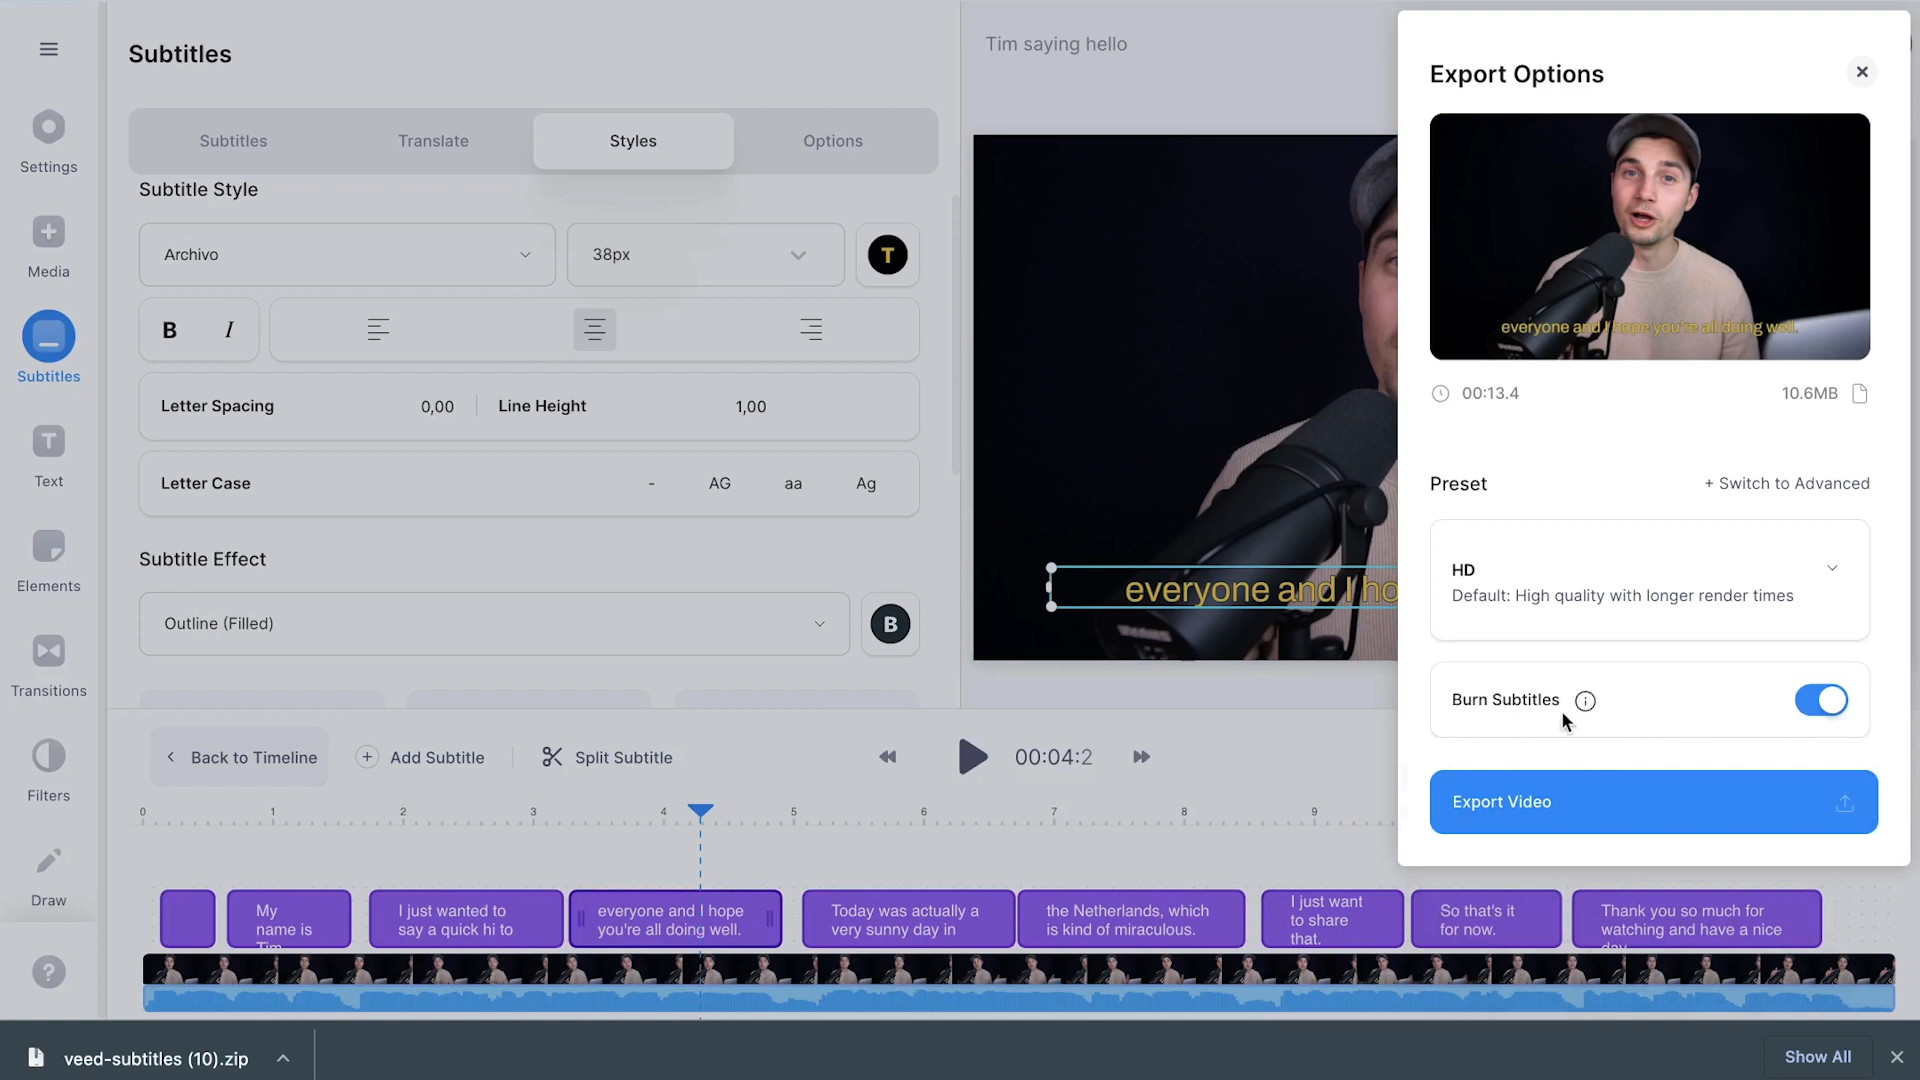 Settings
Media
Subtitles
Text
Elements
Transitions
Filters
Draw
Subtitles
Subtitles
Translate
Styles
Options
Subtitle Style
Archivo
38px
T
B
I
Letter Spacing
0,00
Line Height
1,00
Letter Case
-
AG
aa
Ag
Subtitle Effect
Outline (Filled)
B
Tim saying hello
everyone and I ho
Export Options
everyone and I hope you're all doing well.
00:13.4
10.6MB
Preset
+ Switch to Advanced
HD
Default: High quality with longer render times
Burn Subtitles
Export Video
Back to Timeline
Add Subtitle
Split Subtitle
00:04:2
0
1
2
3
4
5
6
7
8
9
My
name is
Tim
I just wanted to
say a quick hi to
everyone and I hope
you're all doing well.
Today was actually a
very sunny day in
the Netherlands, which
is kind of miraculous.
I just want
to share
that.
So that's it
for now.
Thank you so much for
watching and have a nice
day
veed-subtitles (10).zip
Show All